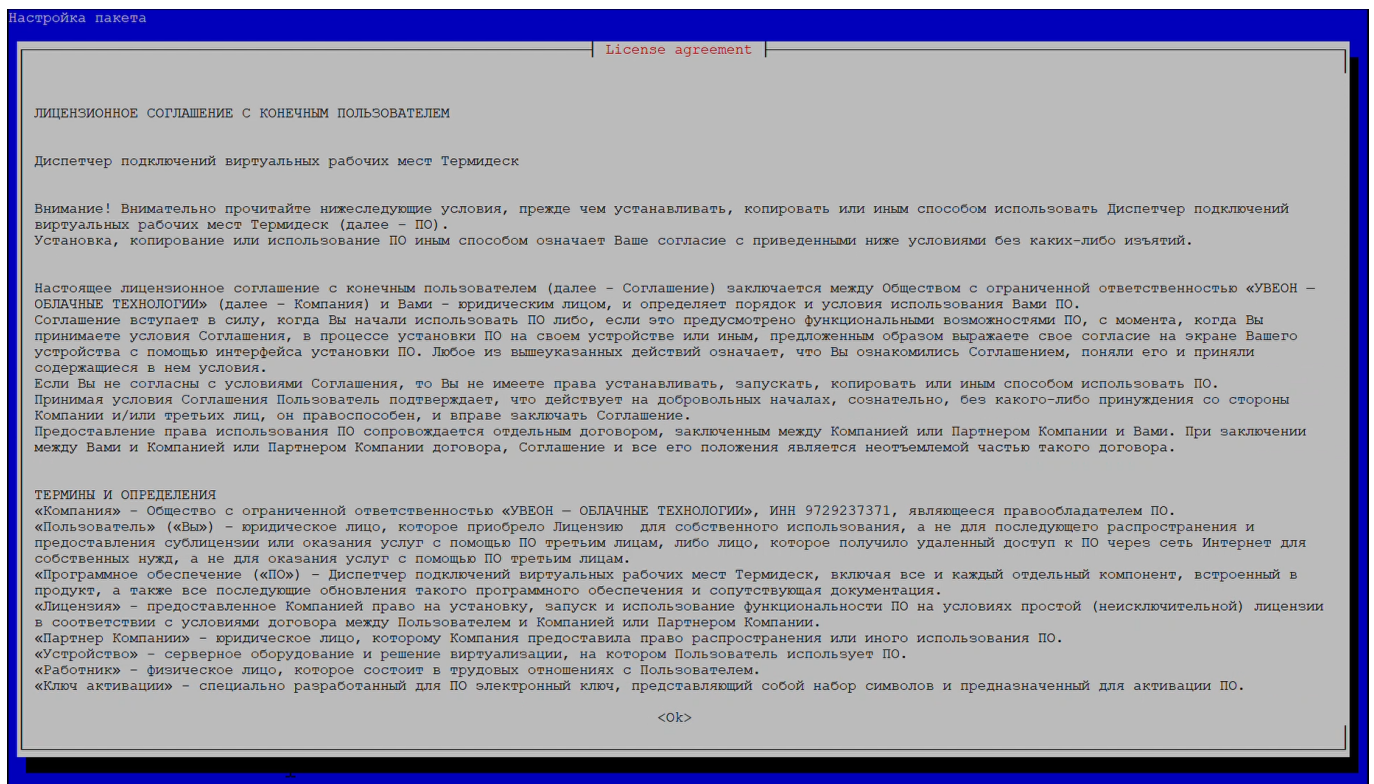 Настройка пакета
License agreement
ЛИЦЕНЗИОННОЕ СОГЛАШЕНИЕ С КОНЕЧНЫМ ПОЛЬЗОВАТЕЛЕМ
Диспетчер подключений виртуальных рабочих мест Термидеск
Внимание! Внимательно прочитайте нижеследующие условия, прежде чем устанавливать, копировать или иным способом использовать Диспетчер подключений
виртуальных рабочих мест Термидеск (далее – ПО).
Установка, копирование или использование ПО иным способом означает Ваше согласие с приведенными ниже условиями без каких-либо изъятий.
Настоящее лицензионное соглашение с конечным пользователем (далее – Соглашение) заключается между Обществом с ограниченной ответственностью «УВЕОН —
ОБЛАЧНЫЕ ТЕХНОЛОГИИ» (далее – Компания) и Вами – юридическим лицом, и определяет порядок и условия использования Вами ПО.
Соглашение вступает в силу, когда Вы начали использовать ПО либо, если это предусмотрено функциональными возможностями ПО, с момента, когда Вы
принимаете условия Соглашения, в процессе установки ПО на своем устройстве или иным, предложенным образом выражаете свое согласие на экране Вашего
устройства с помощью интерфейса установки ПО. Любое из вышеуказанных действий означает, что Вы ознакомились Соглашением, поняли его и приняли
содержащиеся в нем условия.
Если Вы не согласны с условиями Соглашения, то Вы не имеете права устанавливать, запускать, копировать или иным способом использовать ПО.
Принимая условия Соглашения Пользователь подтверждает, что действует на добровольных началах, сознательно, без какого-либо принуждения со стороны
Компании и/или третьих лиц, он правоспособен, и вправе заключать Соглашение.
Предоставление права использования ПО сопровождается отдельным договором, заключенным между Компанией или Партнером Компании и Вами. При заключении
между Вами и Компанией или Партнером Компании договора, Соглашение и все его положения является неотъемлемой частью такого договора.
ТЕРМИНЫ И ОПРЕДЕЛЕНИЯ
«Компания» – Общество с ограниченной ответственностью «УВЕОН — ОБЛАЧНЫЕ ТЕХНОЛОГИИ», ИНН 9729237371, являющееся правообладателем ПО.
«Пользователь» («Вы») – юридическое лицо, которое приобрело Лицензию  для собственного использования, а не для последующего распространения и
предоставления сублицензии или оказания услуг с помощью ПО третьим лицам, либо лицо, которое получило удаленный доступ к ПО через сеть Интернет для
собственных нужд, а не для оказания услуг с помощью ПО третьим лицам.
«Программное обеспечение («ПО») – Диспетчер подключений виртуальных рабочих мест Термидеск, включая все и каждый отдельный компонент, встроенный в
продукт, а также все последующие обновления такого программного обеспечения и сопутствующая документация.
«Лицензия» – предоставленное Компанией право на установку, запуск и использование функциональности ПО на условиях простой (неисключительной) лицензии
в соответствии с условиями договора между Пользователем и Компанией или Партнером Компании.
«Партнер Компании» – юридическое лицо, которому Компания предоставила право распространения или иного использования ПО.
«Устройство» – серверное оборудование и решение виртуализации, на котором Пользователь использует ПО.
«Работник» – физическое лицо, которое состоит в трудовых отношениях с Пользователем.
«Ключ активации» – специально разработанный для ПО электронный ключ, представляющий собой набор символов и предназначенный для активации ПО.
<Ok>